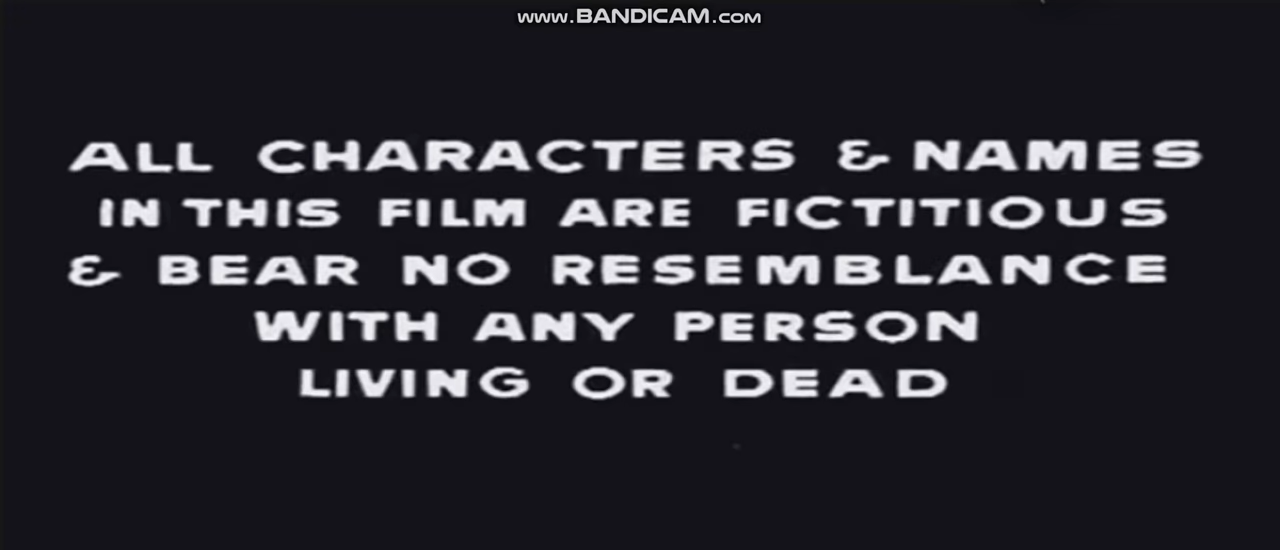 www.BANDICAM.com
ALL CHARACTERS & NAMES
IN THIS FILM ARE FICTITIOUS
& BEAR NO RESEMBLANCE
WITH ANY PERSON
LIVING OR DEAD